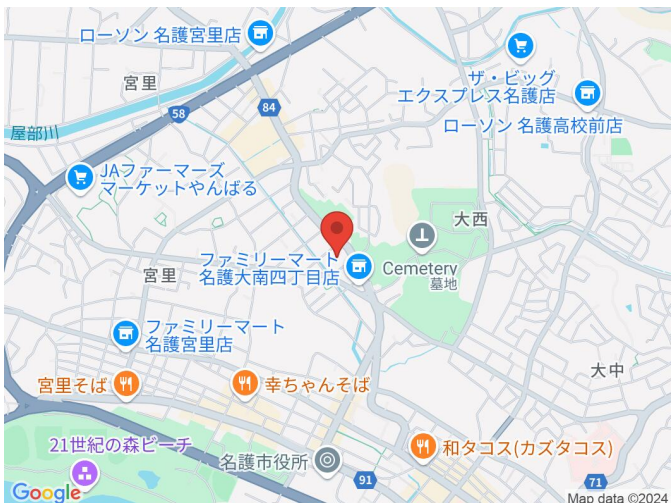 ローソン 名護宮里店
宮里
58
84
屋部川
ザ・ビッグ
エクスプレス名護店
ローソン 名護高校前店
JAファーマーズ
マーケットやんばる
大西
ファミリーマート
名護大南四丁目店
Cemetery
墓地
宮里
ファミリーマート
名護宮里店
大中
宮里そば
幸ちゃんそば
21世紀の森ビーチ
名護市役所
和タコス(カズタコス)
91
71
Google
Map data ©2024